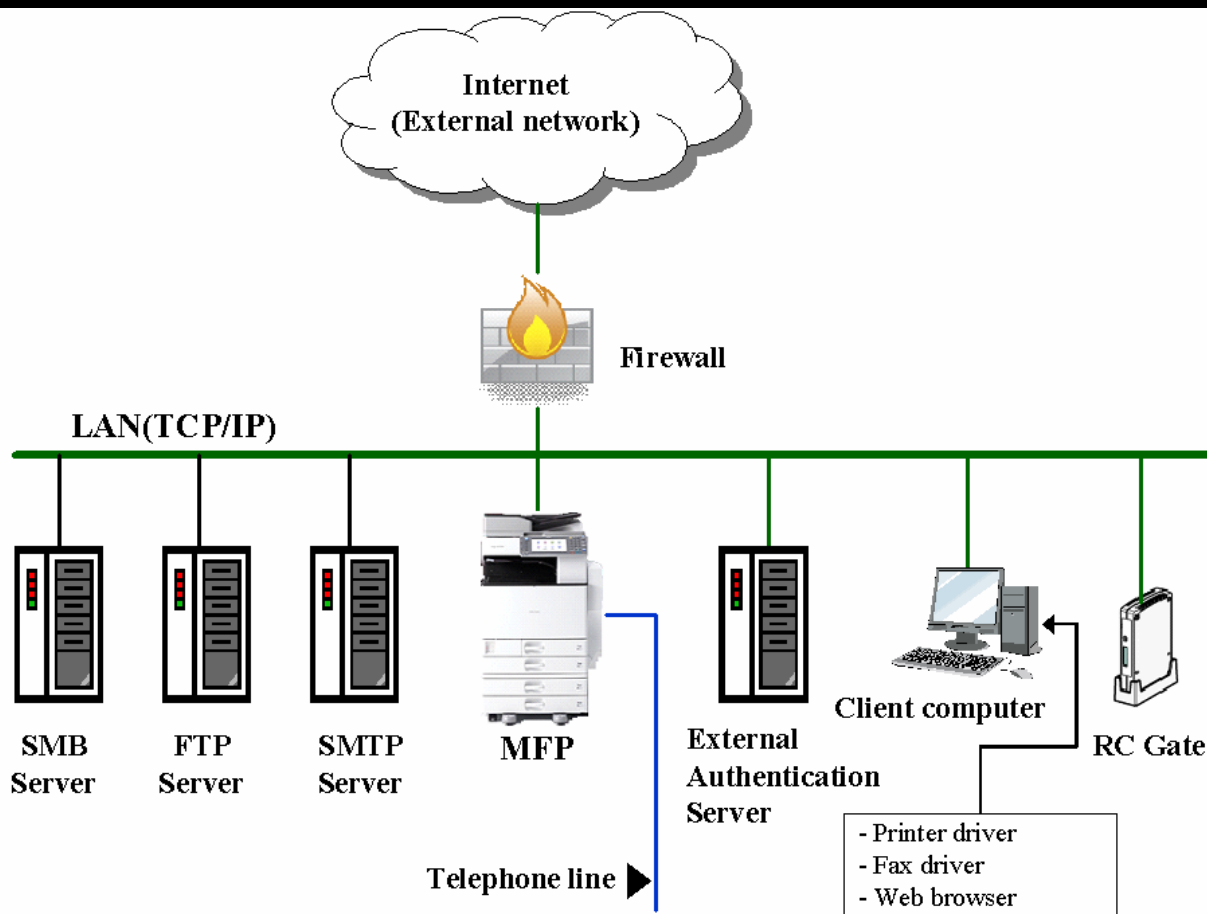 Internet
(External network)
Firewall
LAN(TCP/IP)
SMB
Server
FTP
Server
SMTP
Server
MFP
External
Authentication
Server
Client computer
RC Gate
- Printer driver
- Fax driver
- Web browser
Telephone line